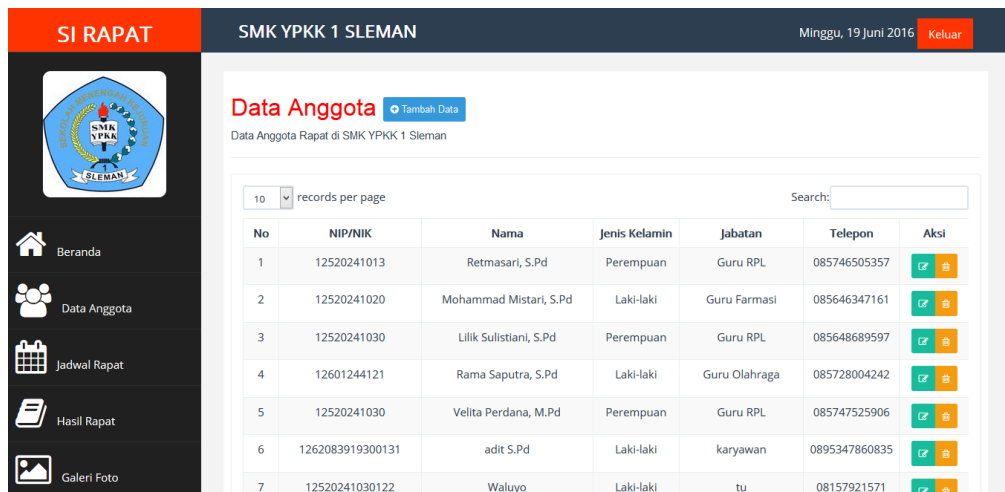 SI RAPAT
SMK YPKK 1 SLEMAN
Minggu, 19 Juni 2016 Keluar
SEKOLAH MENENGAH KEJURUAN
SMK
YPKK
1
SLEMAN
Data Anggota Tambah Data
Data Anggota Rapat di SMK YPKK 1 Sleman
10 records per page Search:
No NIP/NIK Nama Jenis Kelamin Jabatan Telepon Aksi
1 12520241013 Retmasari, S.Pd Perempuan Guru RPL 085746505357
2 12520241020 Mohammad Mistari, S.Pd Laki-laki Guru Farmasi 085646347161
3 12520241030 Lilik Sulistiani, S.Pd Perempuan Guru RPL 085648689597
4 12601244121 Rama Saputra, S.Pd Laki-laki Guru Olahraga 085728004242
5 12520241030 Velita Perdana, M.Pd Perempuan Guru RPL 085747525906
6 1262083919300131 adit S.Pd Laki-laki karyawan 0895347860835
7 12520241030122 Waluyo Laki-laki tu 08157921571
Beranda
Data Anggota
Jadwal Rapat
Hasil Rapat
Galeri Foto